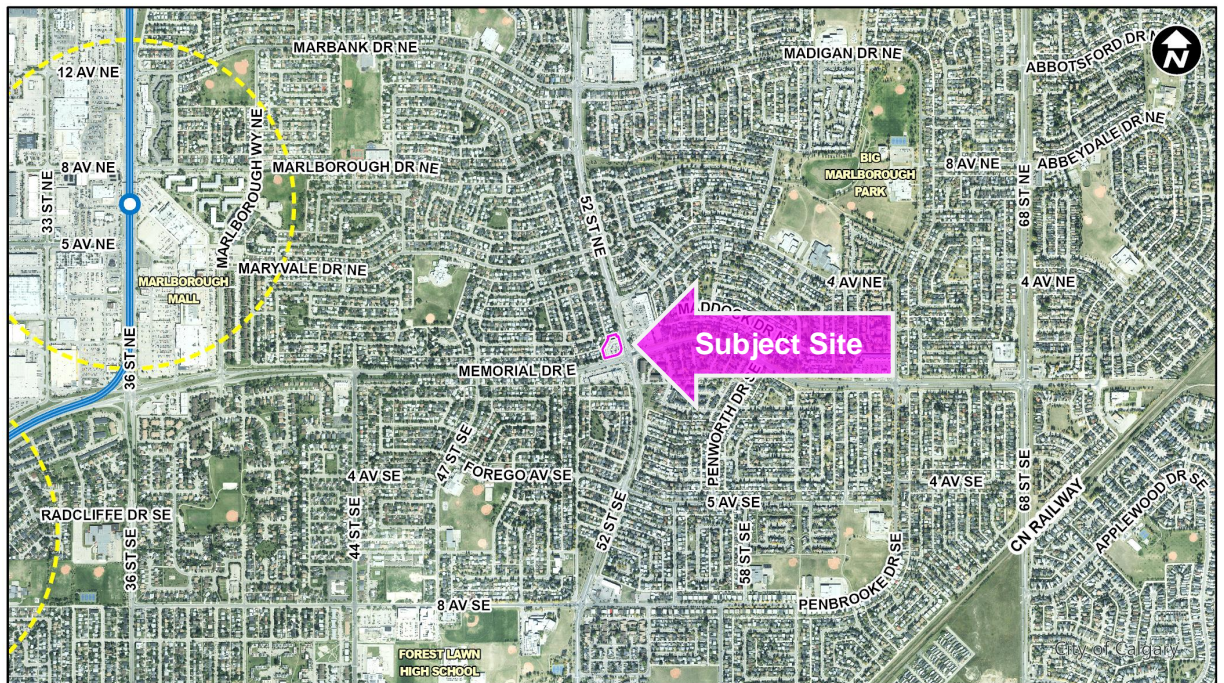 MARBANK DR NE
MADIGAN DR NE
ABBOTSFORD DR N
N
12 AV NE
8 AV NE
MARLBOROUGH DR NE
MARLBOROUGH WY NE
33 ST NE
5 AV NE
BIG
MARLBOROUGH
PARK
8 AV NE
ABBEYDALE DR NE
68 ST NE
52 ST NE
MARYVALE DR NE
MARLBOROUGH
MALL
4 AV NE
4 AV NE
MADDOCK DR NE
Subject Site
36 ST NE
MEMORIAL DR E
PENWORTH DR SE
47 ST SE
FOREGO AV SE
4 AV SE
4 AV SE
5 AV SE
68 ST SE
CN RAILWAY
APPLEWOOD DR SE
RADCLIFFE DR SE
36 ST SE
44 ST SE
52 ST SE
58 ST SE
PENBROOKE DR SE
8 AV SE
FOREST LAWN
HIGH SCHOOL
City of Calgary